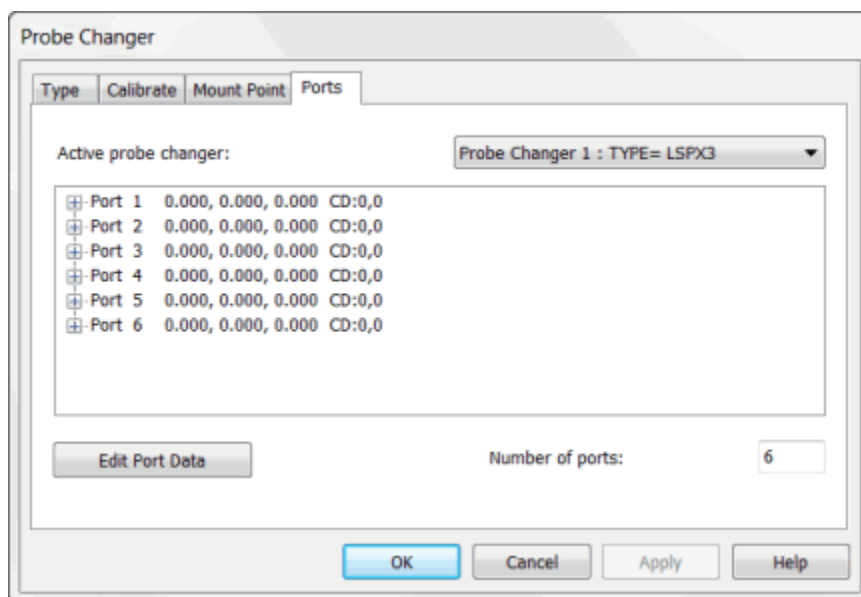 Probe Changer
Type Calibrate Mount Point Ports
Active probe changer: Probe Changer 1 : TYPE= LSPX3
Port 1 0.000, 0.000, 0.000 CD:0,0
Port 2 0.000, 0.000, 0.000 CD:0,0
Port 3 0.000, 0.000, 0.000 CD:0,0
Port 4 0.000, 0.000, 0.000 CD:0,0
Port 5 0.000, 0.000, 0.000 CD:0,0
Port 6 0.000, 0.000, 0.000 CD:0,0
Edit Port Data Number of ports: 6
OK Cancel Apply Help